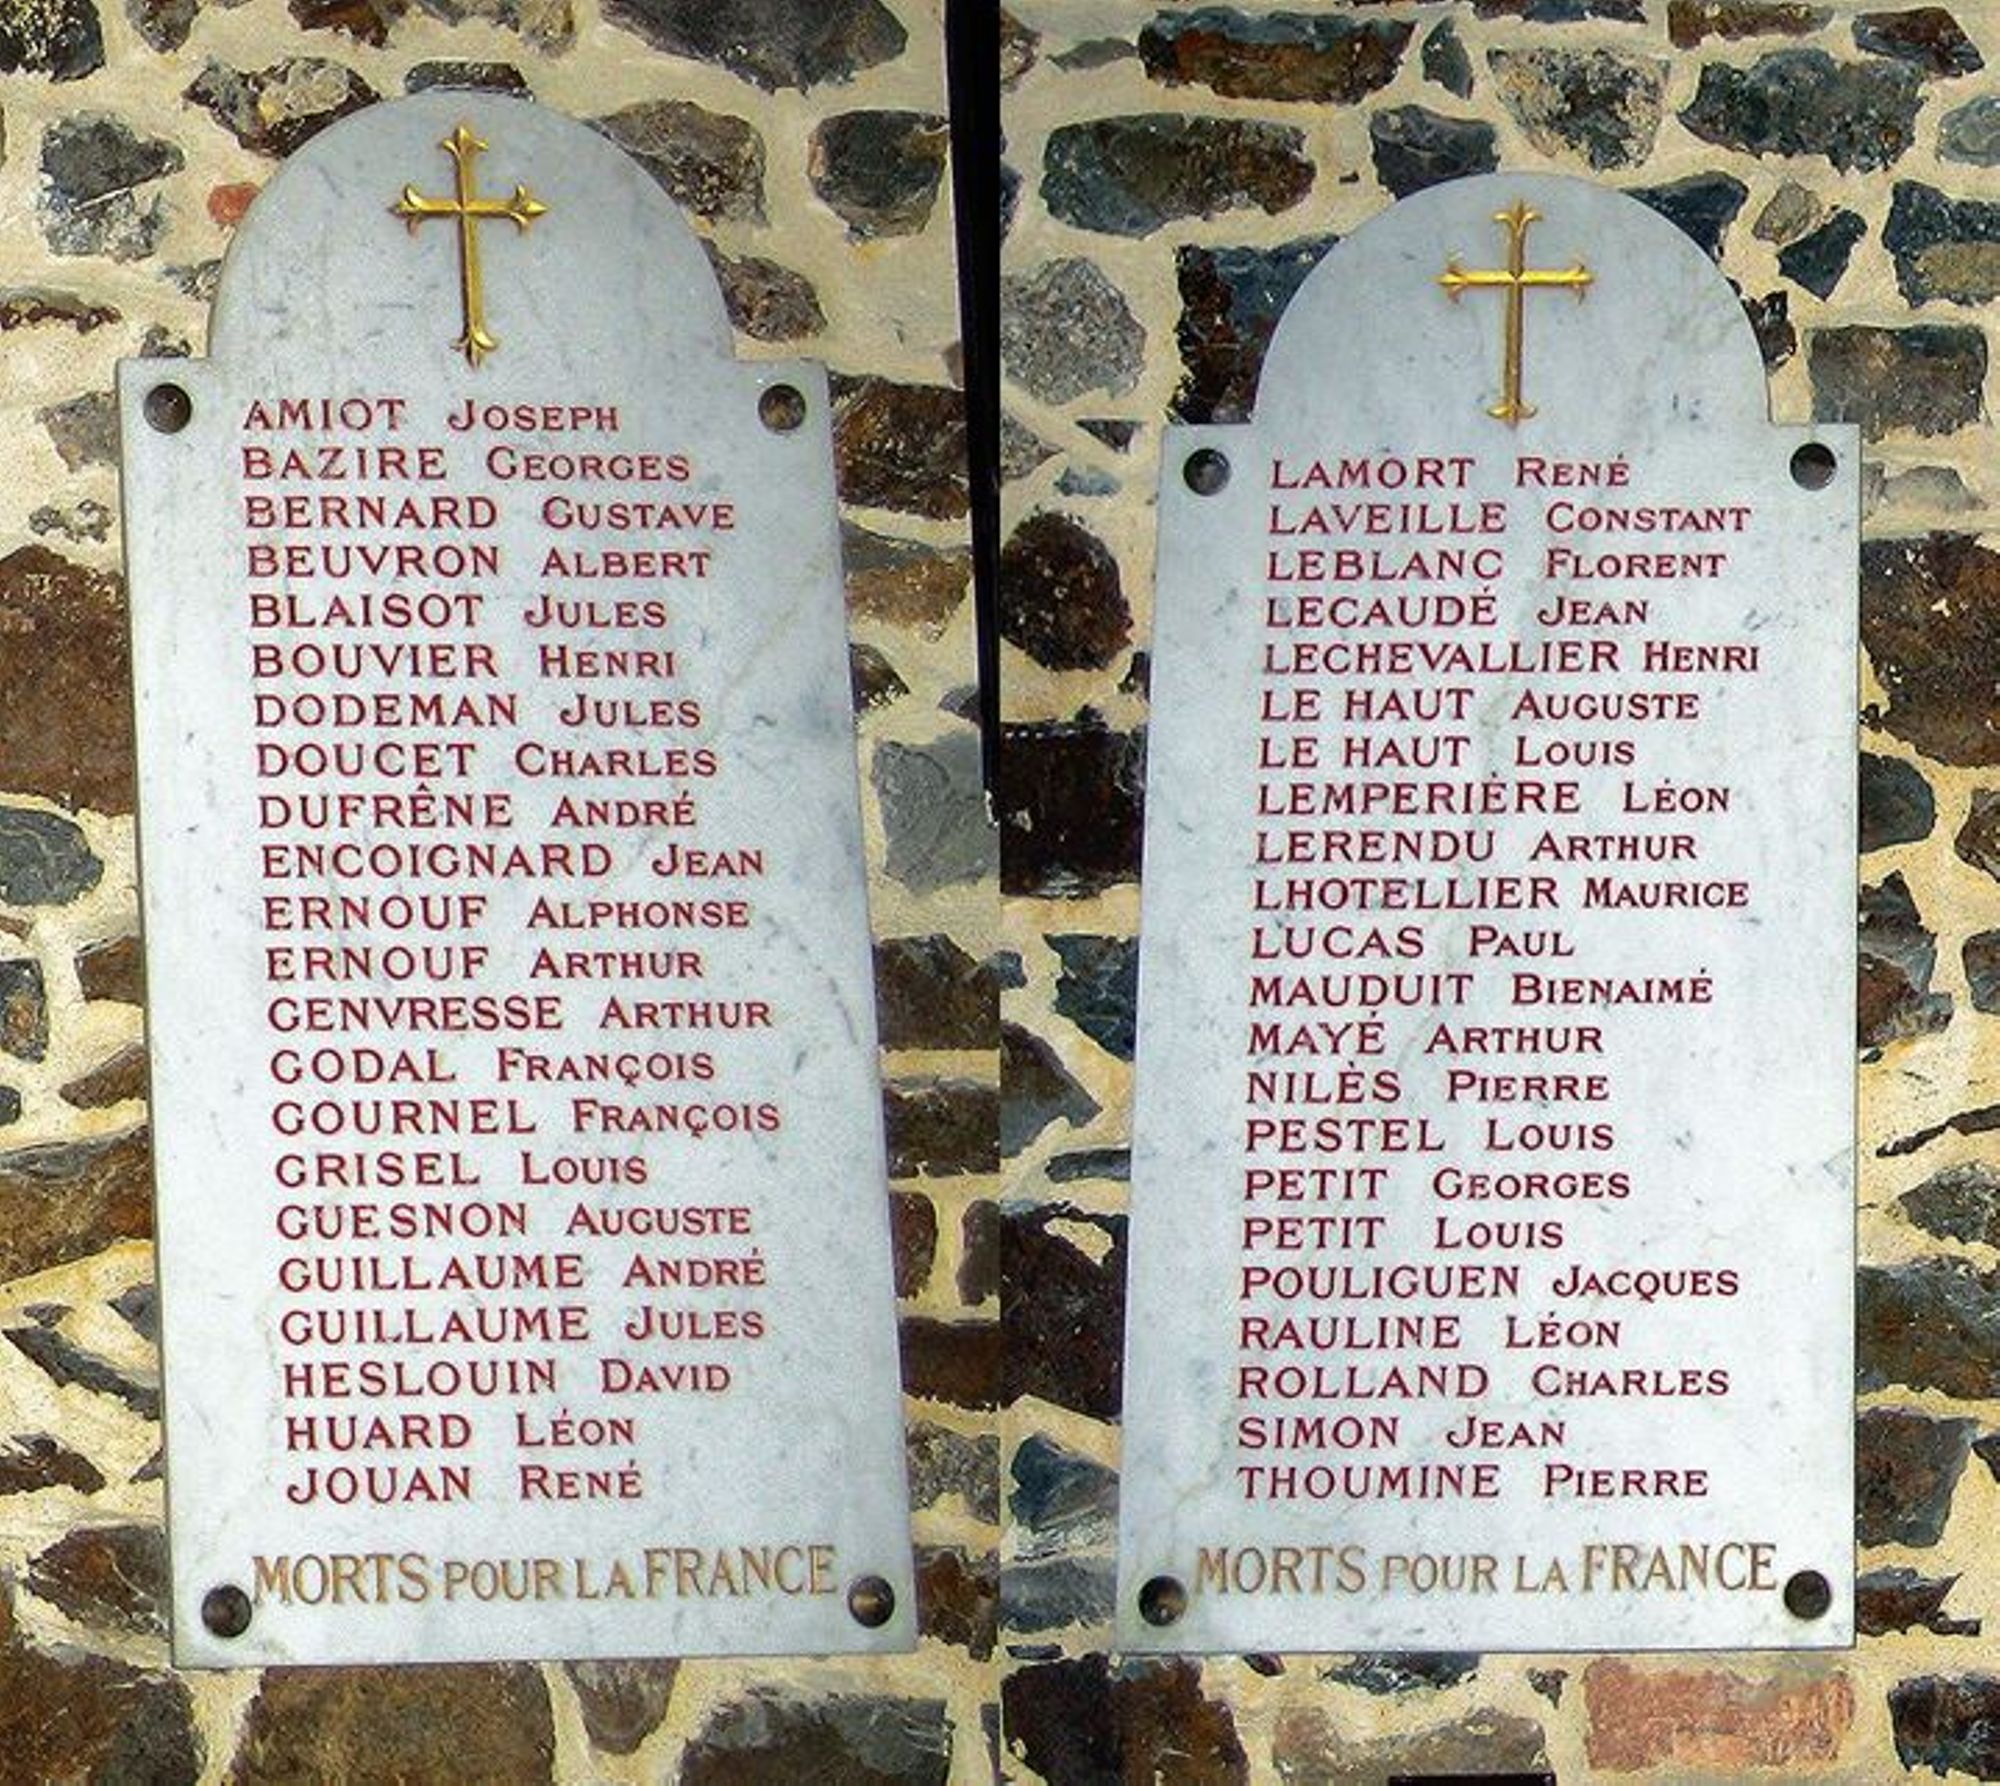 AMIOT JOSEPH
BAZIRE GEORGES
BERNARD GUSTAVE
BEUVRON ALBERT
BLAISOT JULES
BOUVIER HENRI
DODEMAN JULES
DOUCET CHARLES
DUFRÊNE ANDRÉ
ENCOIGNARD JEAN
ERNOUF ALPHONSE
ERNOUF ARTHUR
GENVRESSE ARTHUR
GODAL FRANÇOIS
GOURNEL FRANÇOIS
GRISEL LOUIS
GUESNON AUGUSTE
GUILLAUME ANDRÉ
GUILLAUME JULES
HESLOUIN DAVID
HUARD LÉON
JOUAN RENÉ
MORTS POUR LA FRANCE
LAMORT RENÉ
LAVEILLE CONSTANT
LEBLANC FLORENT
LECAUDÉ JEAN
LECHEVALLIER HENRI
LE HAUT AUGUSTE
LE HAUT LOUIS
LEMPERIÈRE LÉON
LERENDU ARTHUR
LHOTELLIER MAURICE
LUCAS PAUL
MAUDUIT BIENAIMÉ
MAYÉ ARTHUR
NILÈS PIERRE
PESTEL LOUIS
PETIT GEORGES
PETIT LOUIS
POULIGUEN JACQUES
RAULINE LÉON
ROLLAND CHARLES
SIMON JEAN
THOUMINE PIERRE
MORTS POUR LA FRANCE